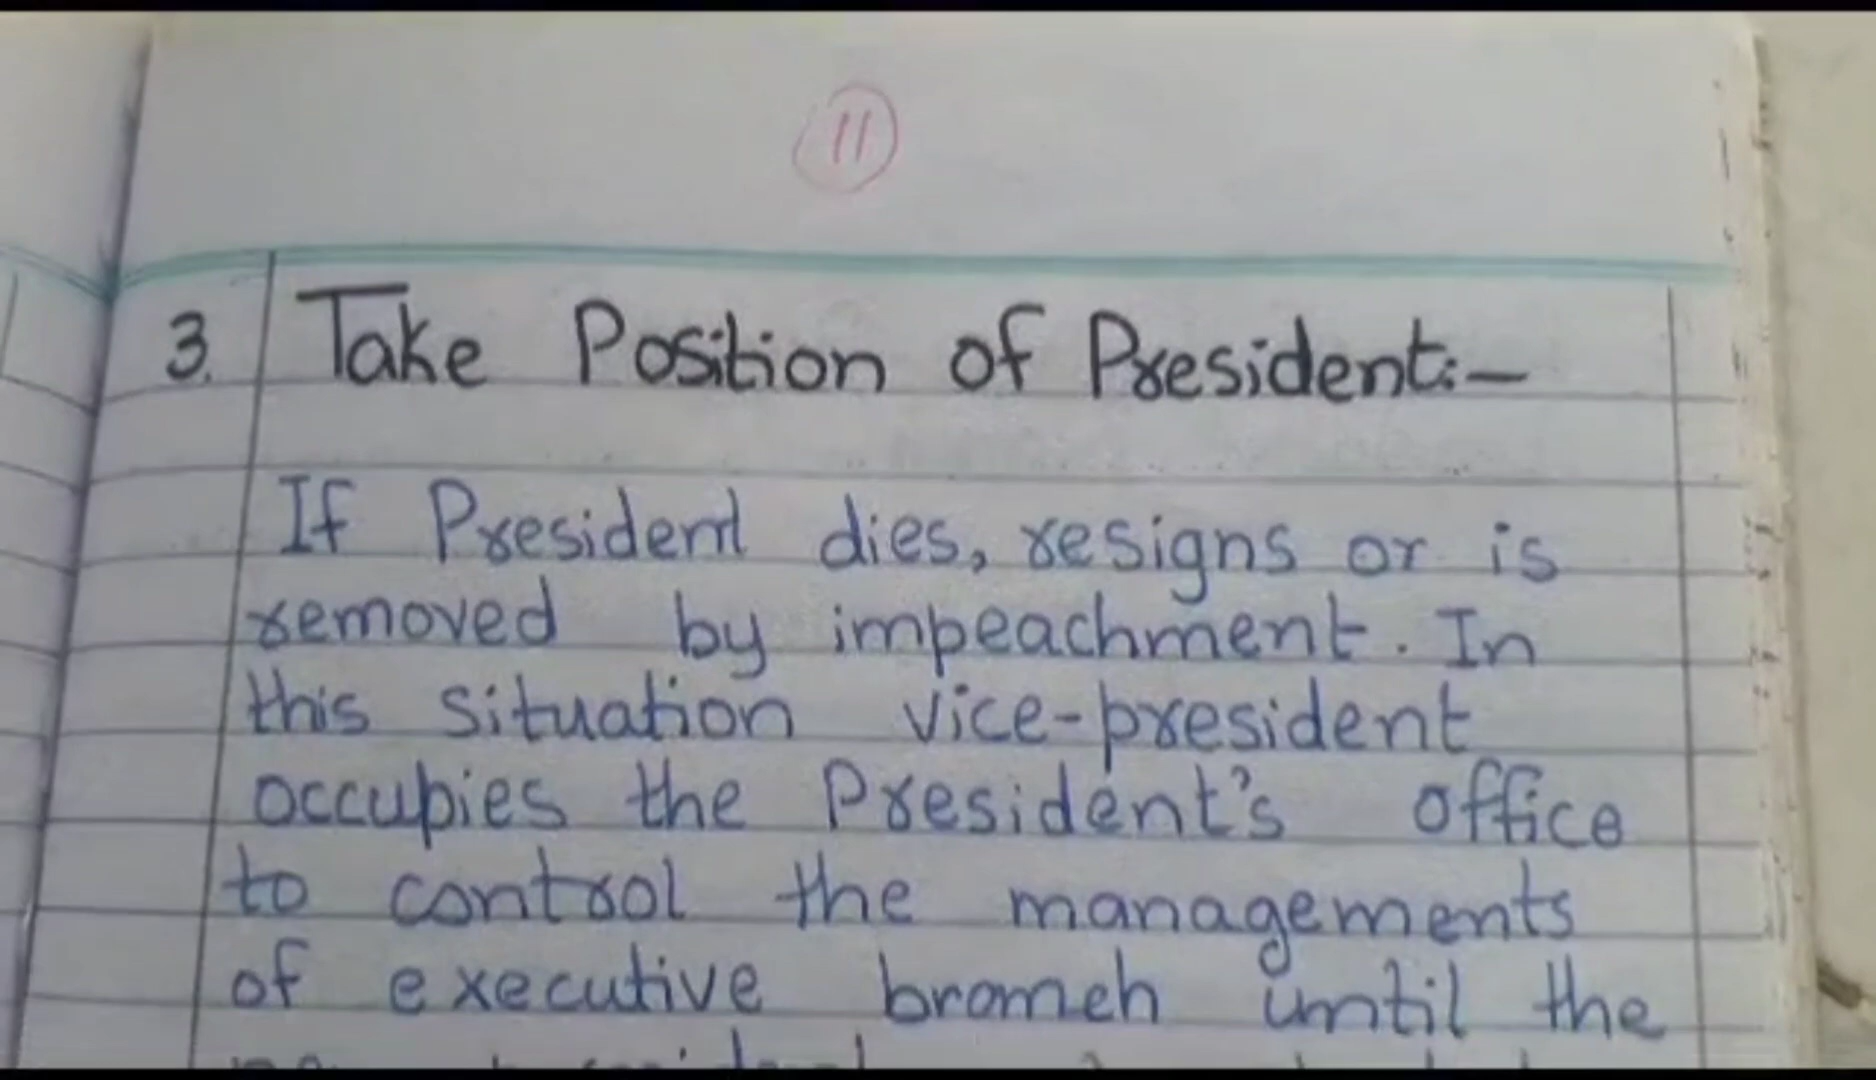 11
3. Take Position of President:-
If President dies, resigns or is
removed by impeachment. In
this situation vice-president
occupies the President's office
to control the managements
of executive branch until the